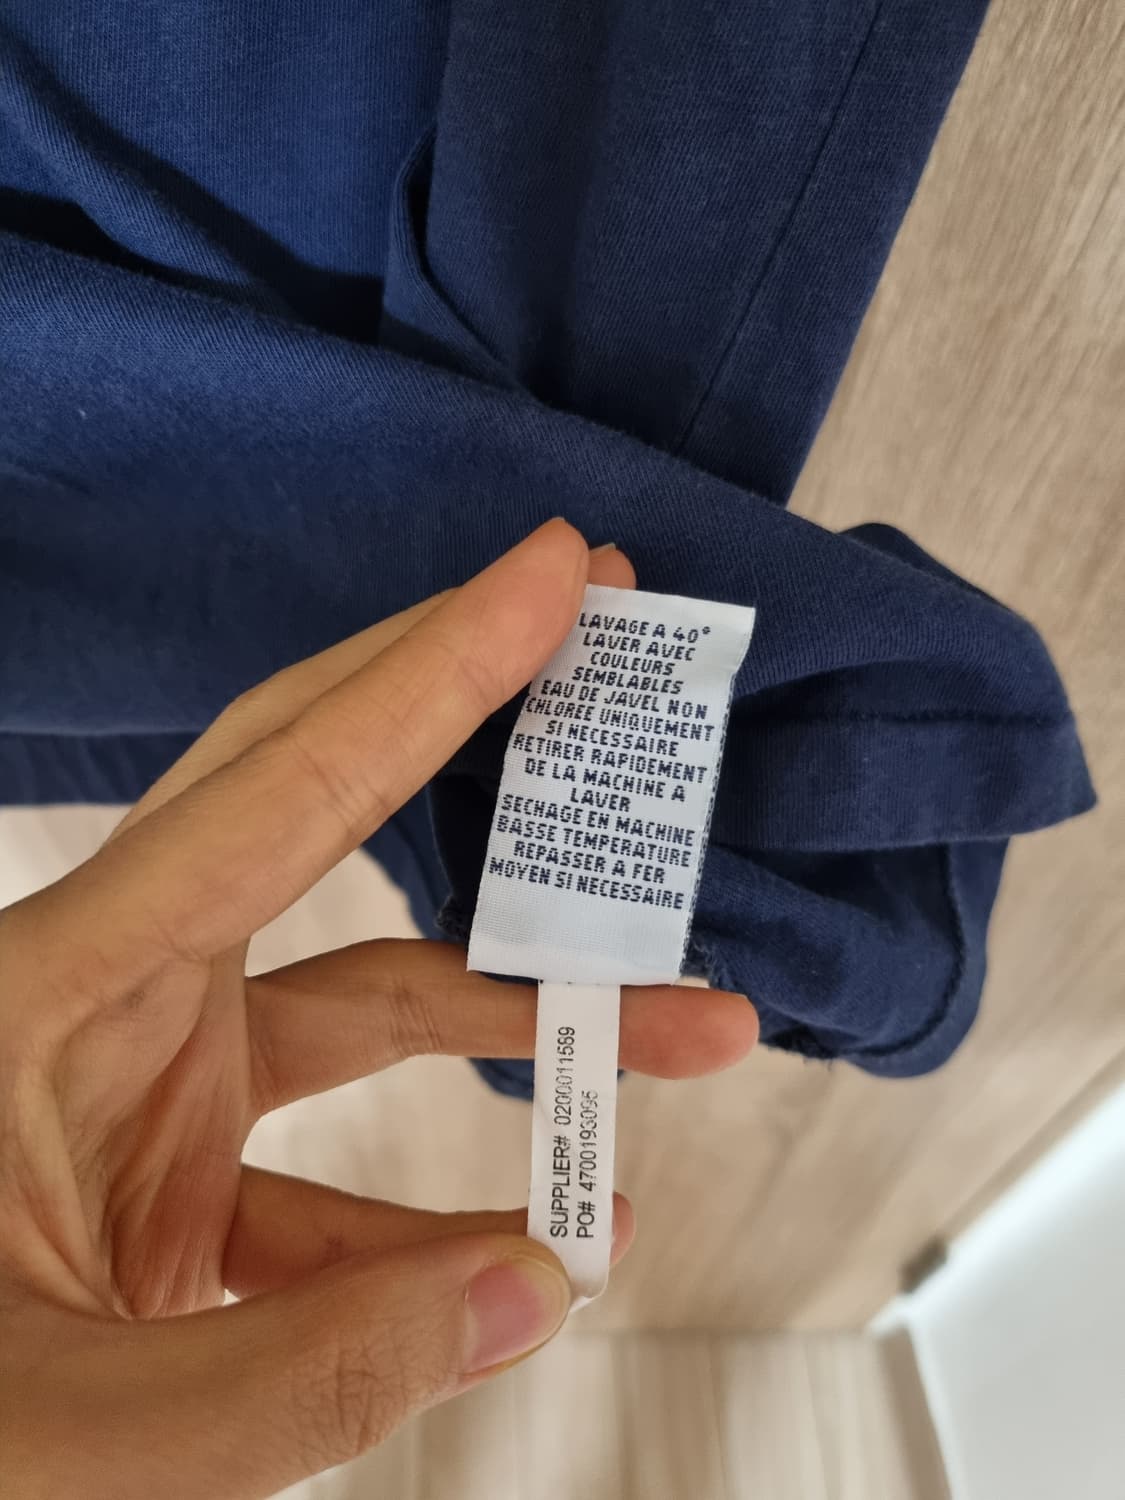 LAVAGE A 40°
LAVER AVEC
COULEURS
SEMBLABLES
EAU DE JAVEL NON
CHLOREE UNIQUEMENT
SI NECESSAIRE
RETIRER RAPIDEMENT
DE LA MACHINE A
LAVER
SECHAGE EN MACHINE
BASSE TEMPERATURE
REPASSER A FER
MOYEN SI NECESSAIRE
SUPPLIER# 0200011589
PO# 4700193095